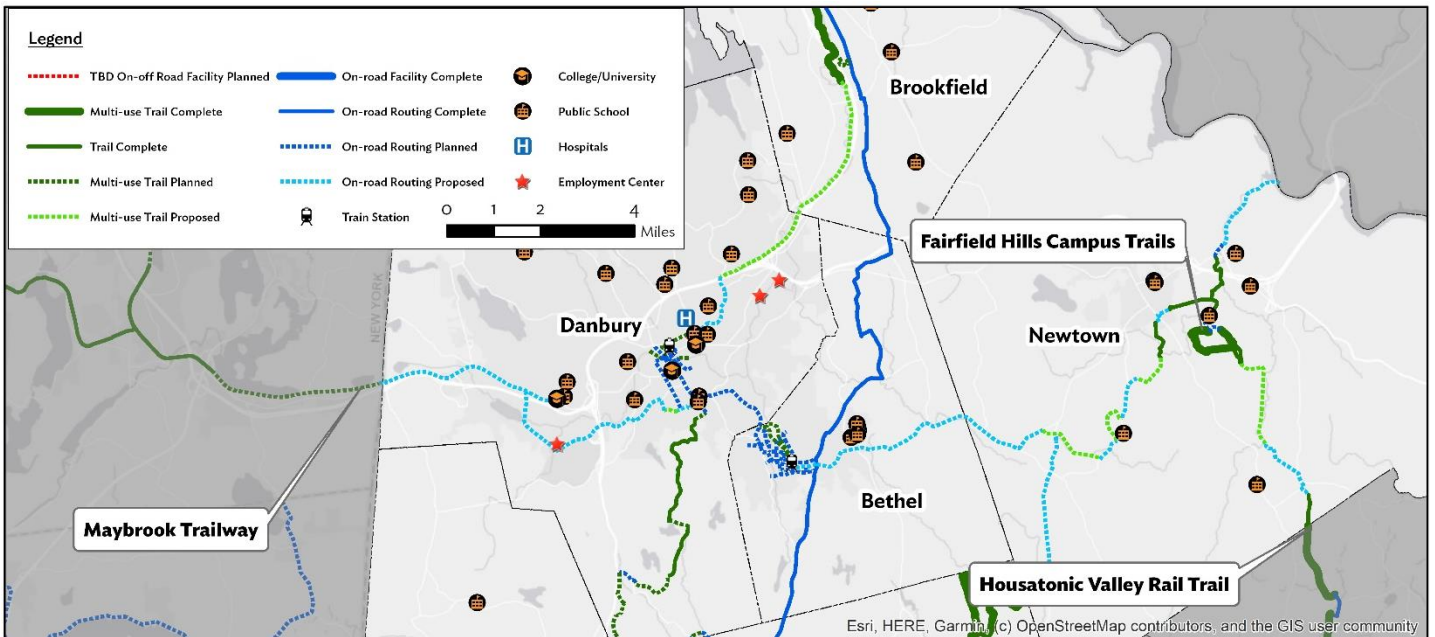 Legend
TBD On-off Road Facility Planned
Multi-use Trail Complete
Trail Complete
Multi-use Trail Planned
Multi-use Trail Proposed
On-road Facility Complete
On-road Routing Complete
On-road Routing Planned
On-road Routing Proposed
Train Station
College/University
Public School
H Hospitals
Employment Center
0 1 2 4
Miles
Brookfield
Fairfield Hills Campus Trails
NEW YORK
H
Danbury
Newtown
Maybrook Trailway
Bethel
Housatonic Valley Rail Trail
Esri, HERE, Garmin, (c) OpenStreetMap contributors, and the GIS user community